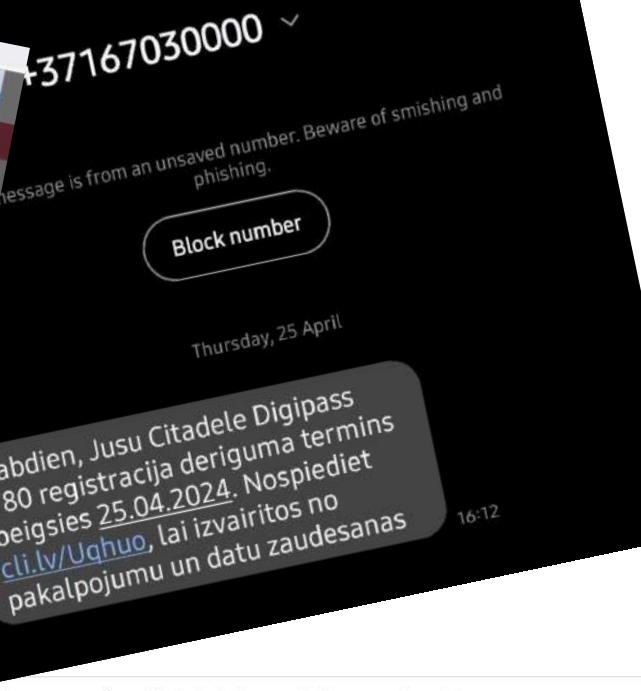 +37167030000
message is from an unsaved number. Beware of smishing and
phishing.
Block number
Thursday, 25 April
abdien, Jusu Citadele Digipass
80 registracija deriguma termins
beigsies 25.04.2024. Nospiediet
cli.lv/Uqhuo, lai izvairitos no
pakalpojumu un datu zaudesanas
16:12